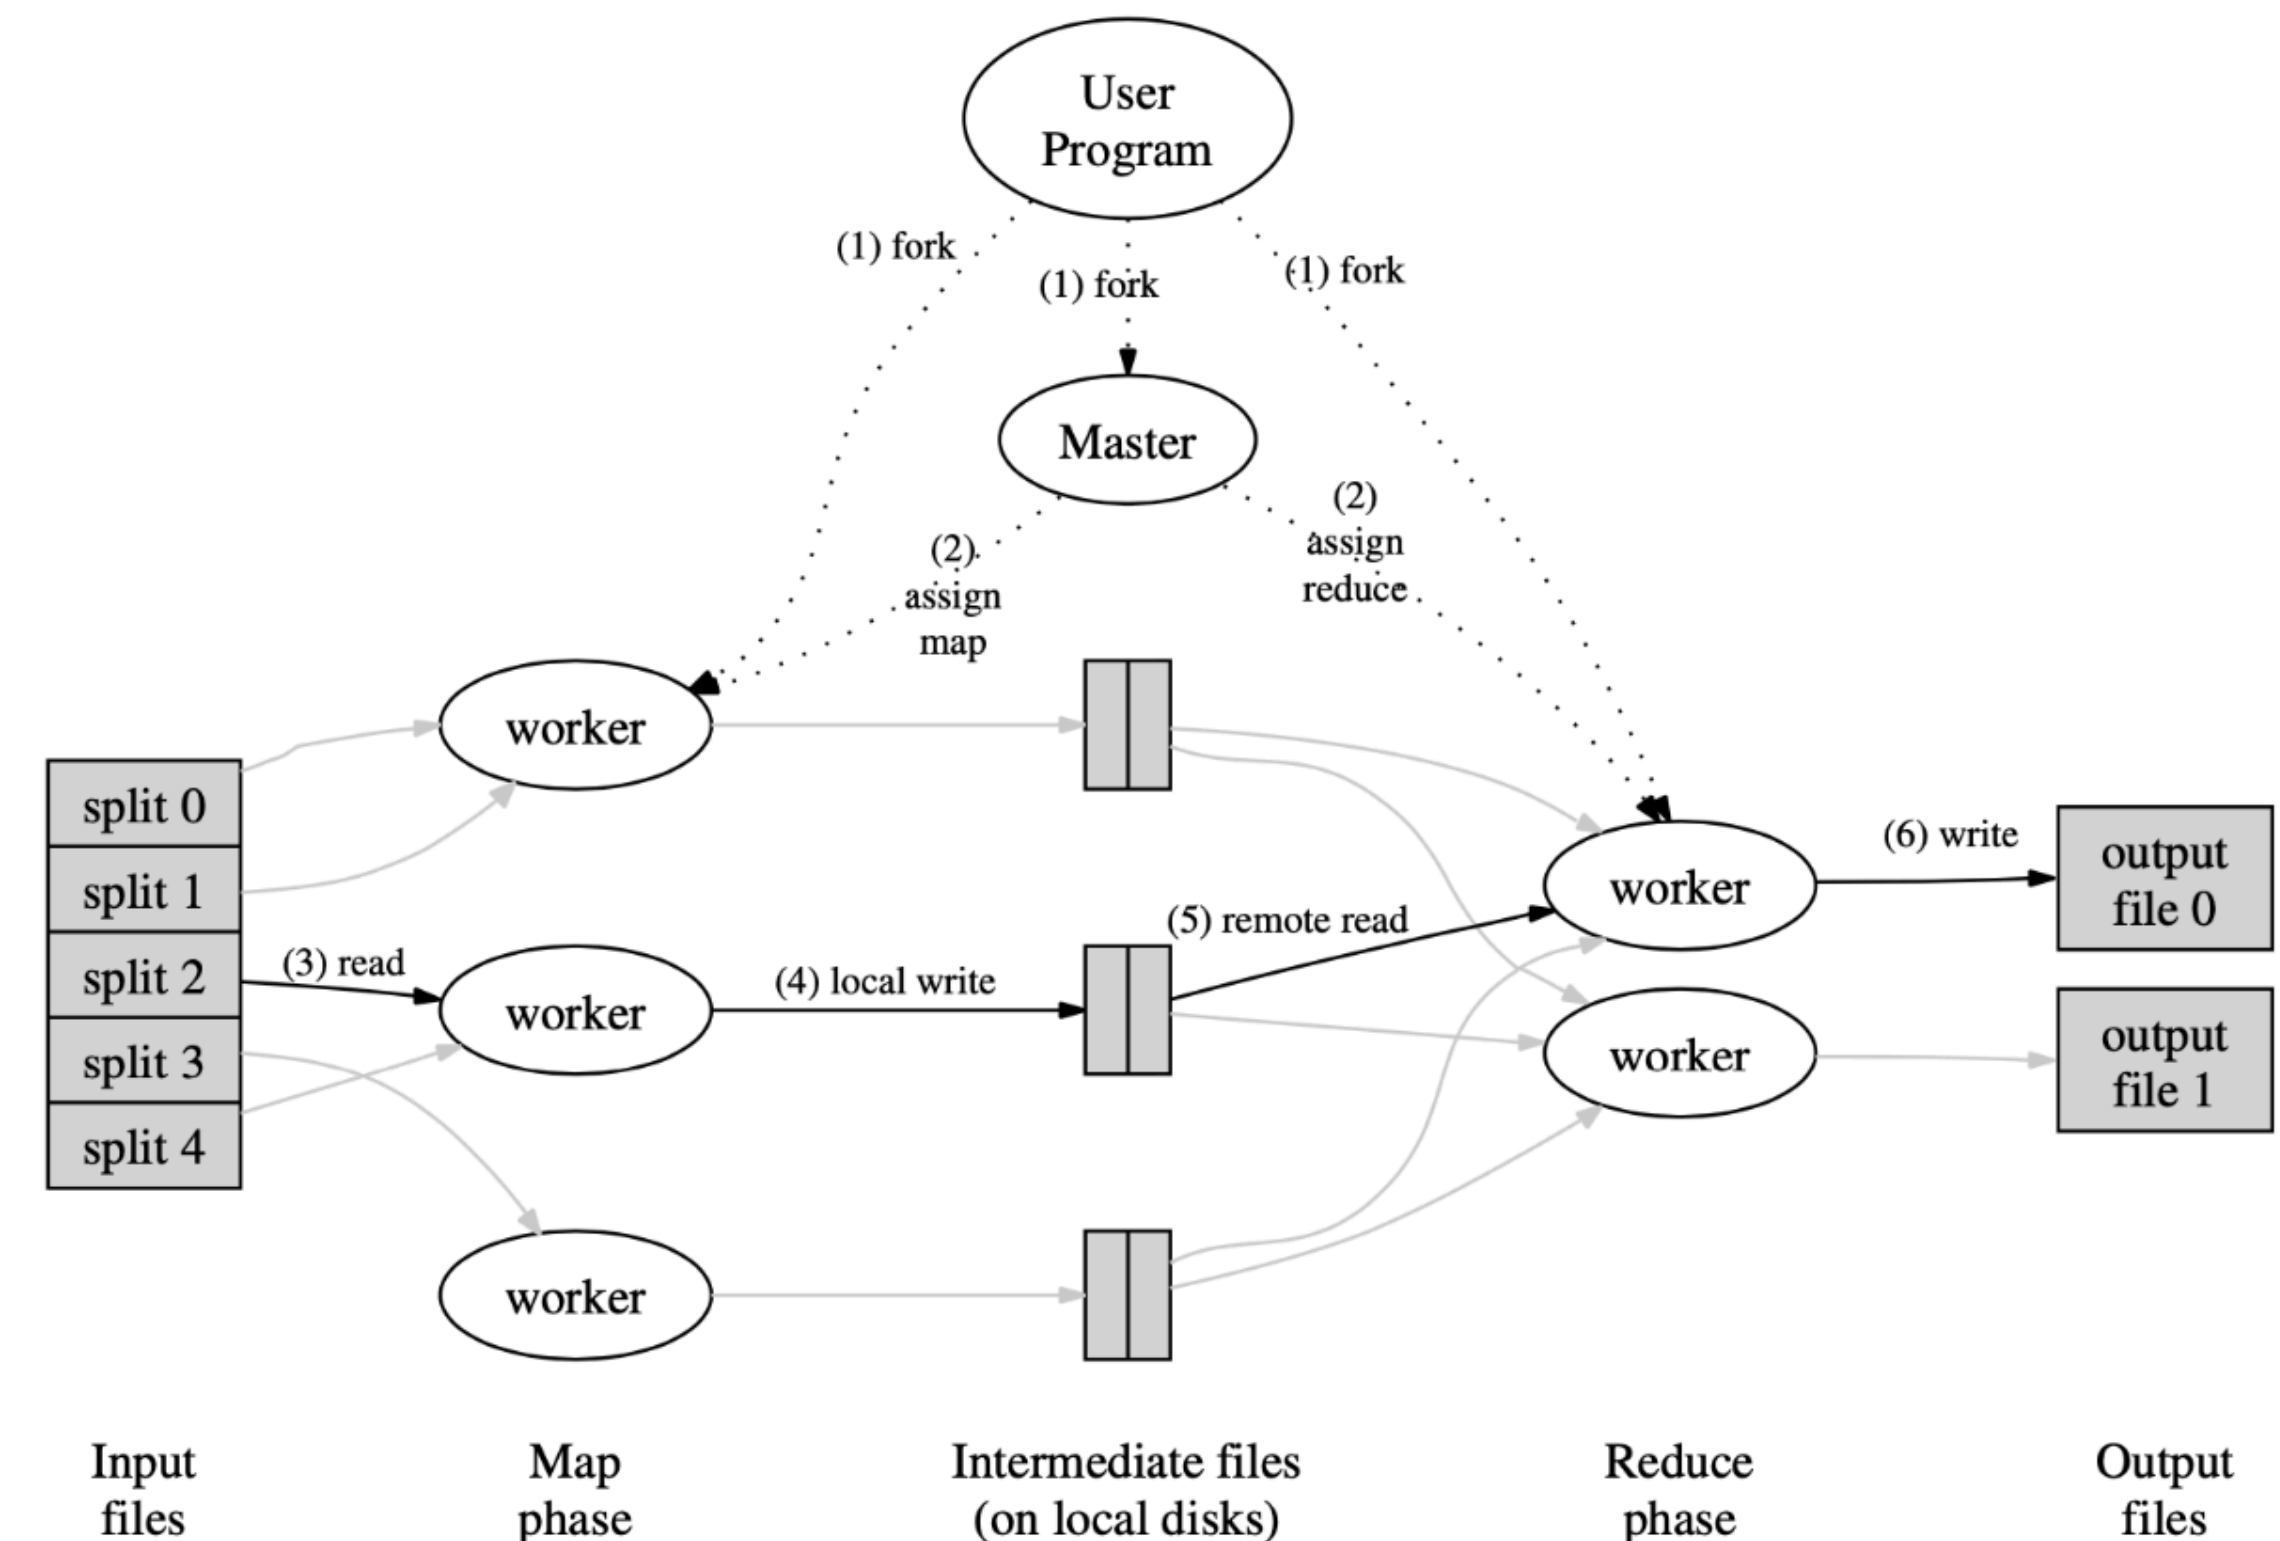 User
Program
(1) fork
(1) fork
(1) fork
Master
(2)
assign
map
(2)
assign
reduce
worker
split 0
split 1
split 2
split 3
split 4
(3) read
worker
(4) local write
(5) remote read
worker
(6) write
output
file 0
worker
output
file 1
worker
Input
files
Map
phase
Intermediate files
(on local disks)
Reduce
phase
Output
files